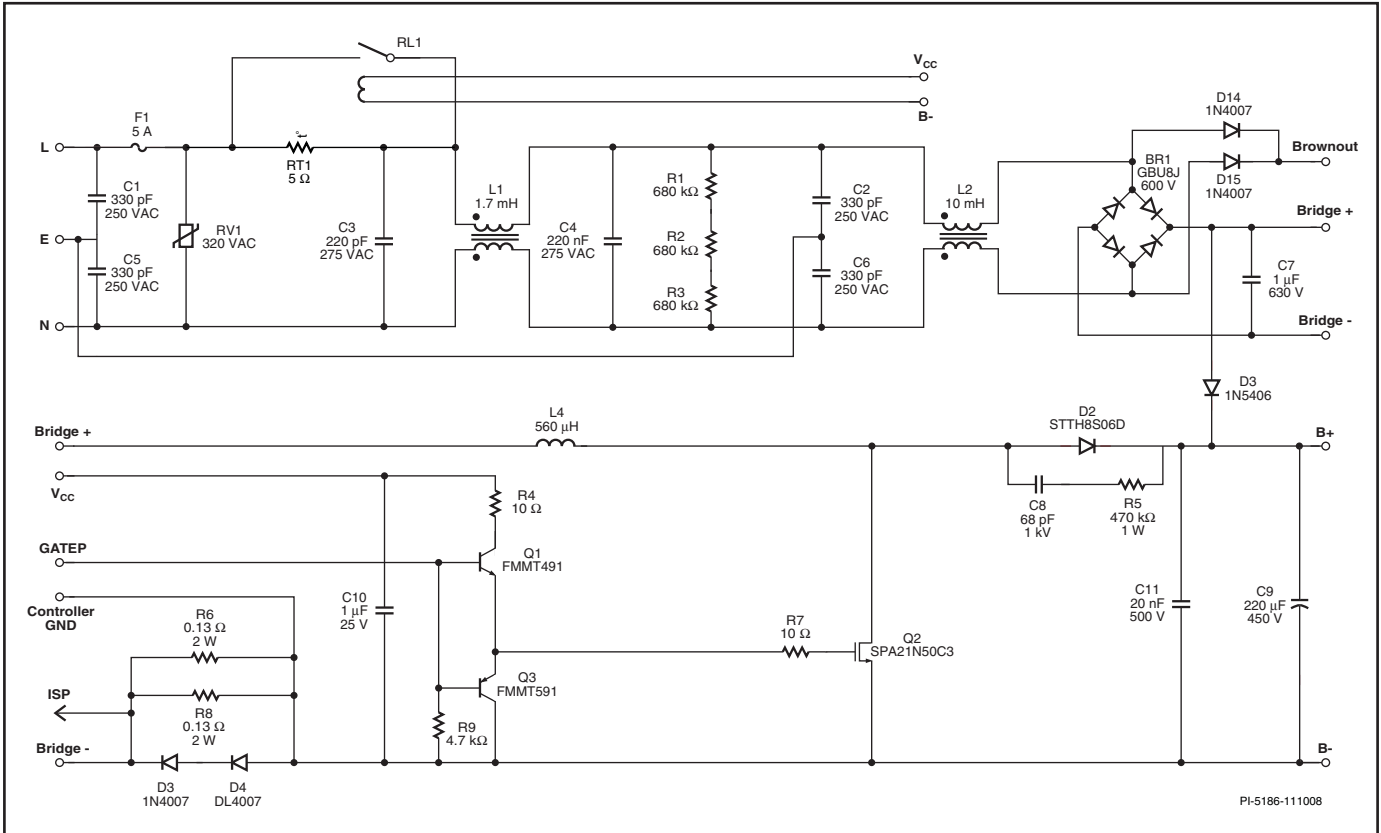 RL1
V_CC
B-
F1
5 A
L
RT1
5 Ω
t°
C1
330 pF
250 VAC
RV1
320 VAC
C3
220 pF
275 VAC
E
C5
330 pF
250 VAC
N
L1
1.7 mH
C4
220 nF
275 VAC
R1
680 kΩ
R2
680 kΩ
R3
680 kΩ
C2
330 pF
250 VAC
C6
330 pF
250 VAC
L2
10 mH
D14
1N4007
Brownout
BR1
GBU8J
600 V
D15
1N4007
Bridge +
C7
1 µF
630 V
Bridge -
D3
1N5406
Bridge +
L4
560 µH
D2
STTH8S06D
B+
V_CC
R4
10 Ω
C8
68 pF
1 kV
R5
470 kΩ
1 W
GATEP
Q1
FMMT491
Controller
GND
C10
1 µF
25 V
C11
20 nF
500 V
C9
220 µF
450 V
R6
0.13 Ω
2 W
R7
10 Ω
Q2
SPA21N50C3
ISP
R8
0.13 Ω
2 W
Q3
FMMT591
R9
4.7 kΩ
Bridge -
B-
D3
1N4007
D4
DL4007
PI-5186-111008